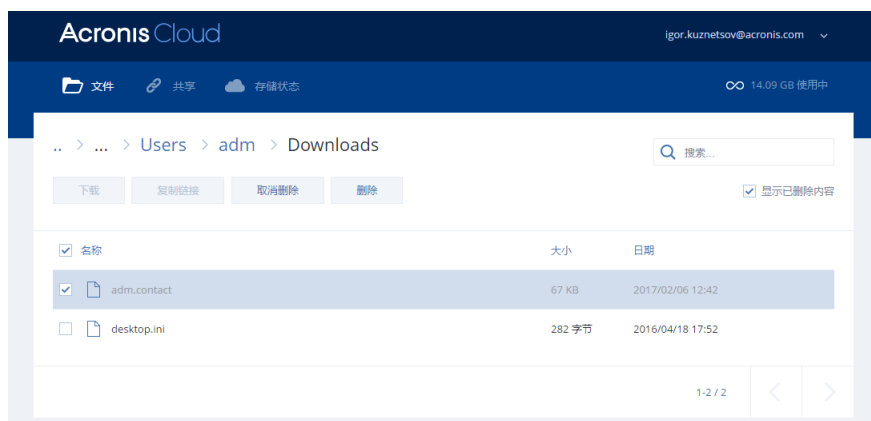 Acronis Cloud igor.kuznetsov@acronis.com
文件 共享 存储状态 14.09 GB 使用中
.. > ... > Users > adm > Downloads 搜索...
下载 复制链接 取消删除 删除 显示已删除内容
名称 大小 日期
adm.contact 67 KB 2017/02/06 12:42
desktop.ini 282 字节 2016/04/18 17:52
1-2 / 2